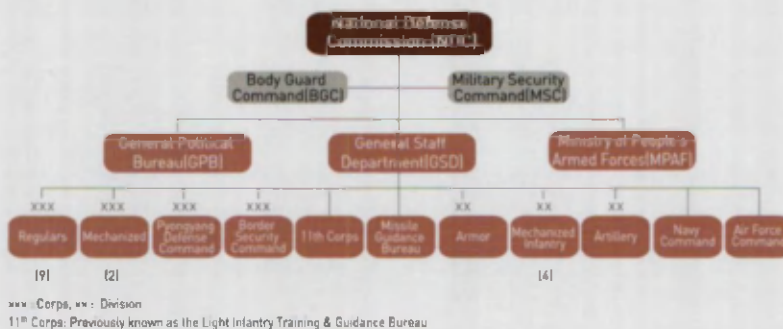 National Defense
Commission (NDC)
Body Guard
Command(BGC)
Military Security
Command(MSC)
General Political
Bureau(GPB)
General Staff
Department(GSD)
Ministry of People's
Armed Forces(MPAF)
xxx xxx xxx xxx xx xx xx
Regulars
Mechanized
Pyongyang
Defense
Command
Border
Security
Command
11th Corps
Missile
Guidance
Bureau
Armor
Mechanized
Infantry
Artillery
Navy
Command
Air Force
Command
(9) (2) (4)
xxx : Corps, xx : Division
11th Corps: Previously known as the Light Infantry Training & Guidance Bureau